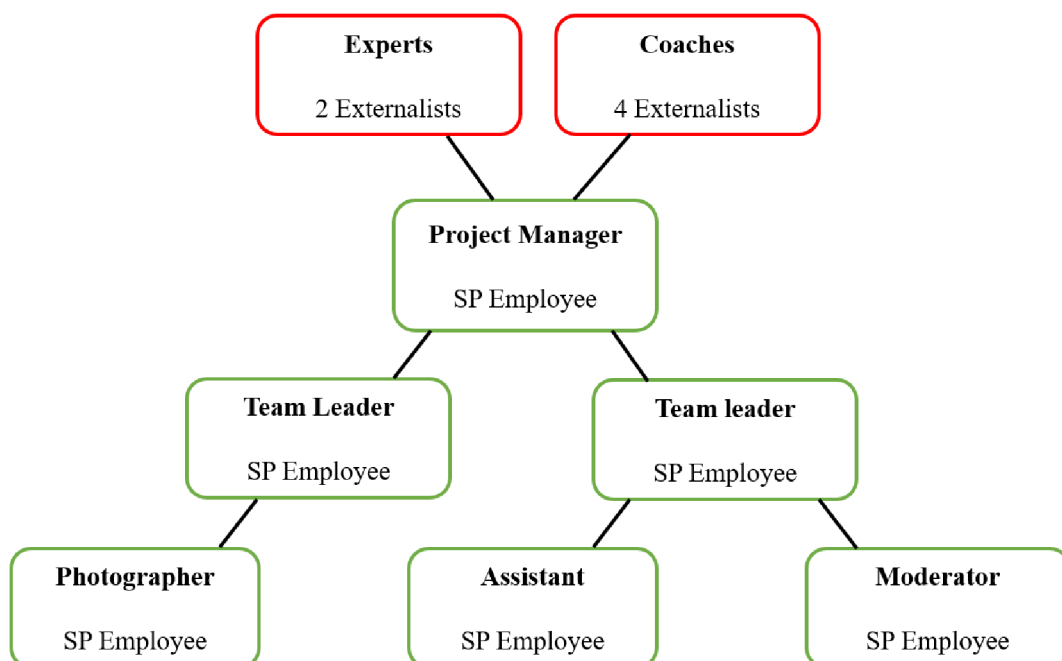 Experts
2 Externalists
Coaches
4 Externalists
Project Manager
SP Employee
Team Leader
SP Employee
Team leader
SP Employee
Photographer
SP Employee
Assistant
SP Employee
Moderator
SP Employee